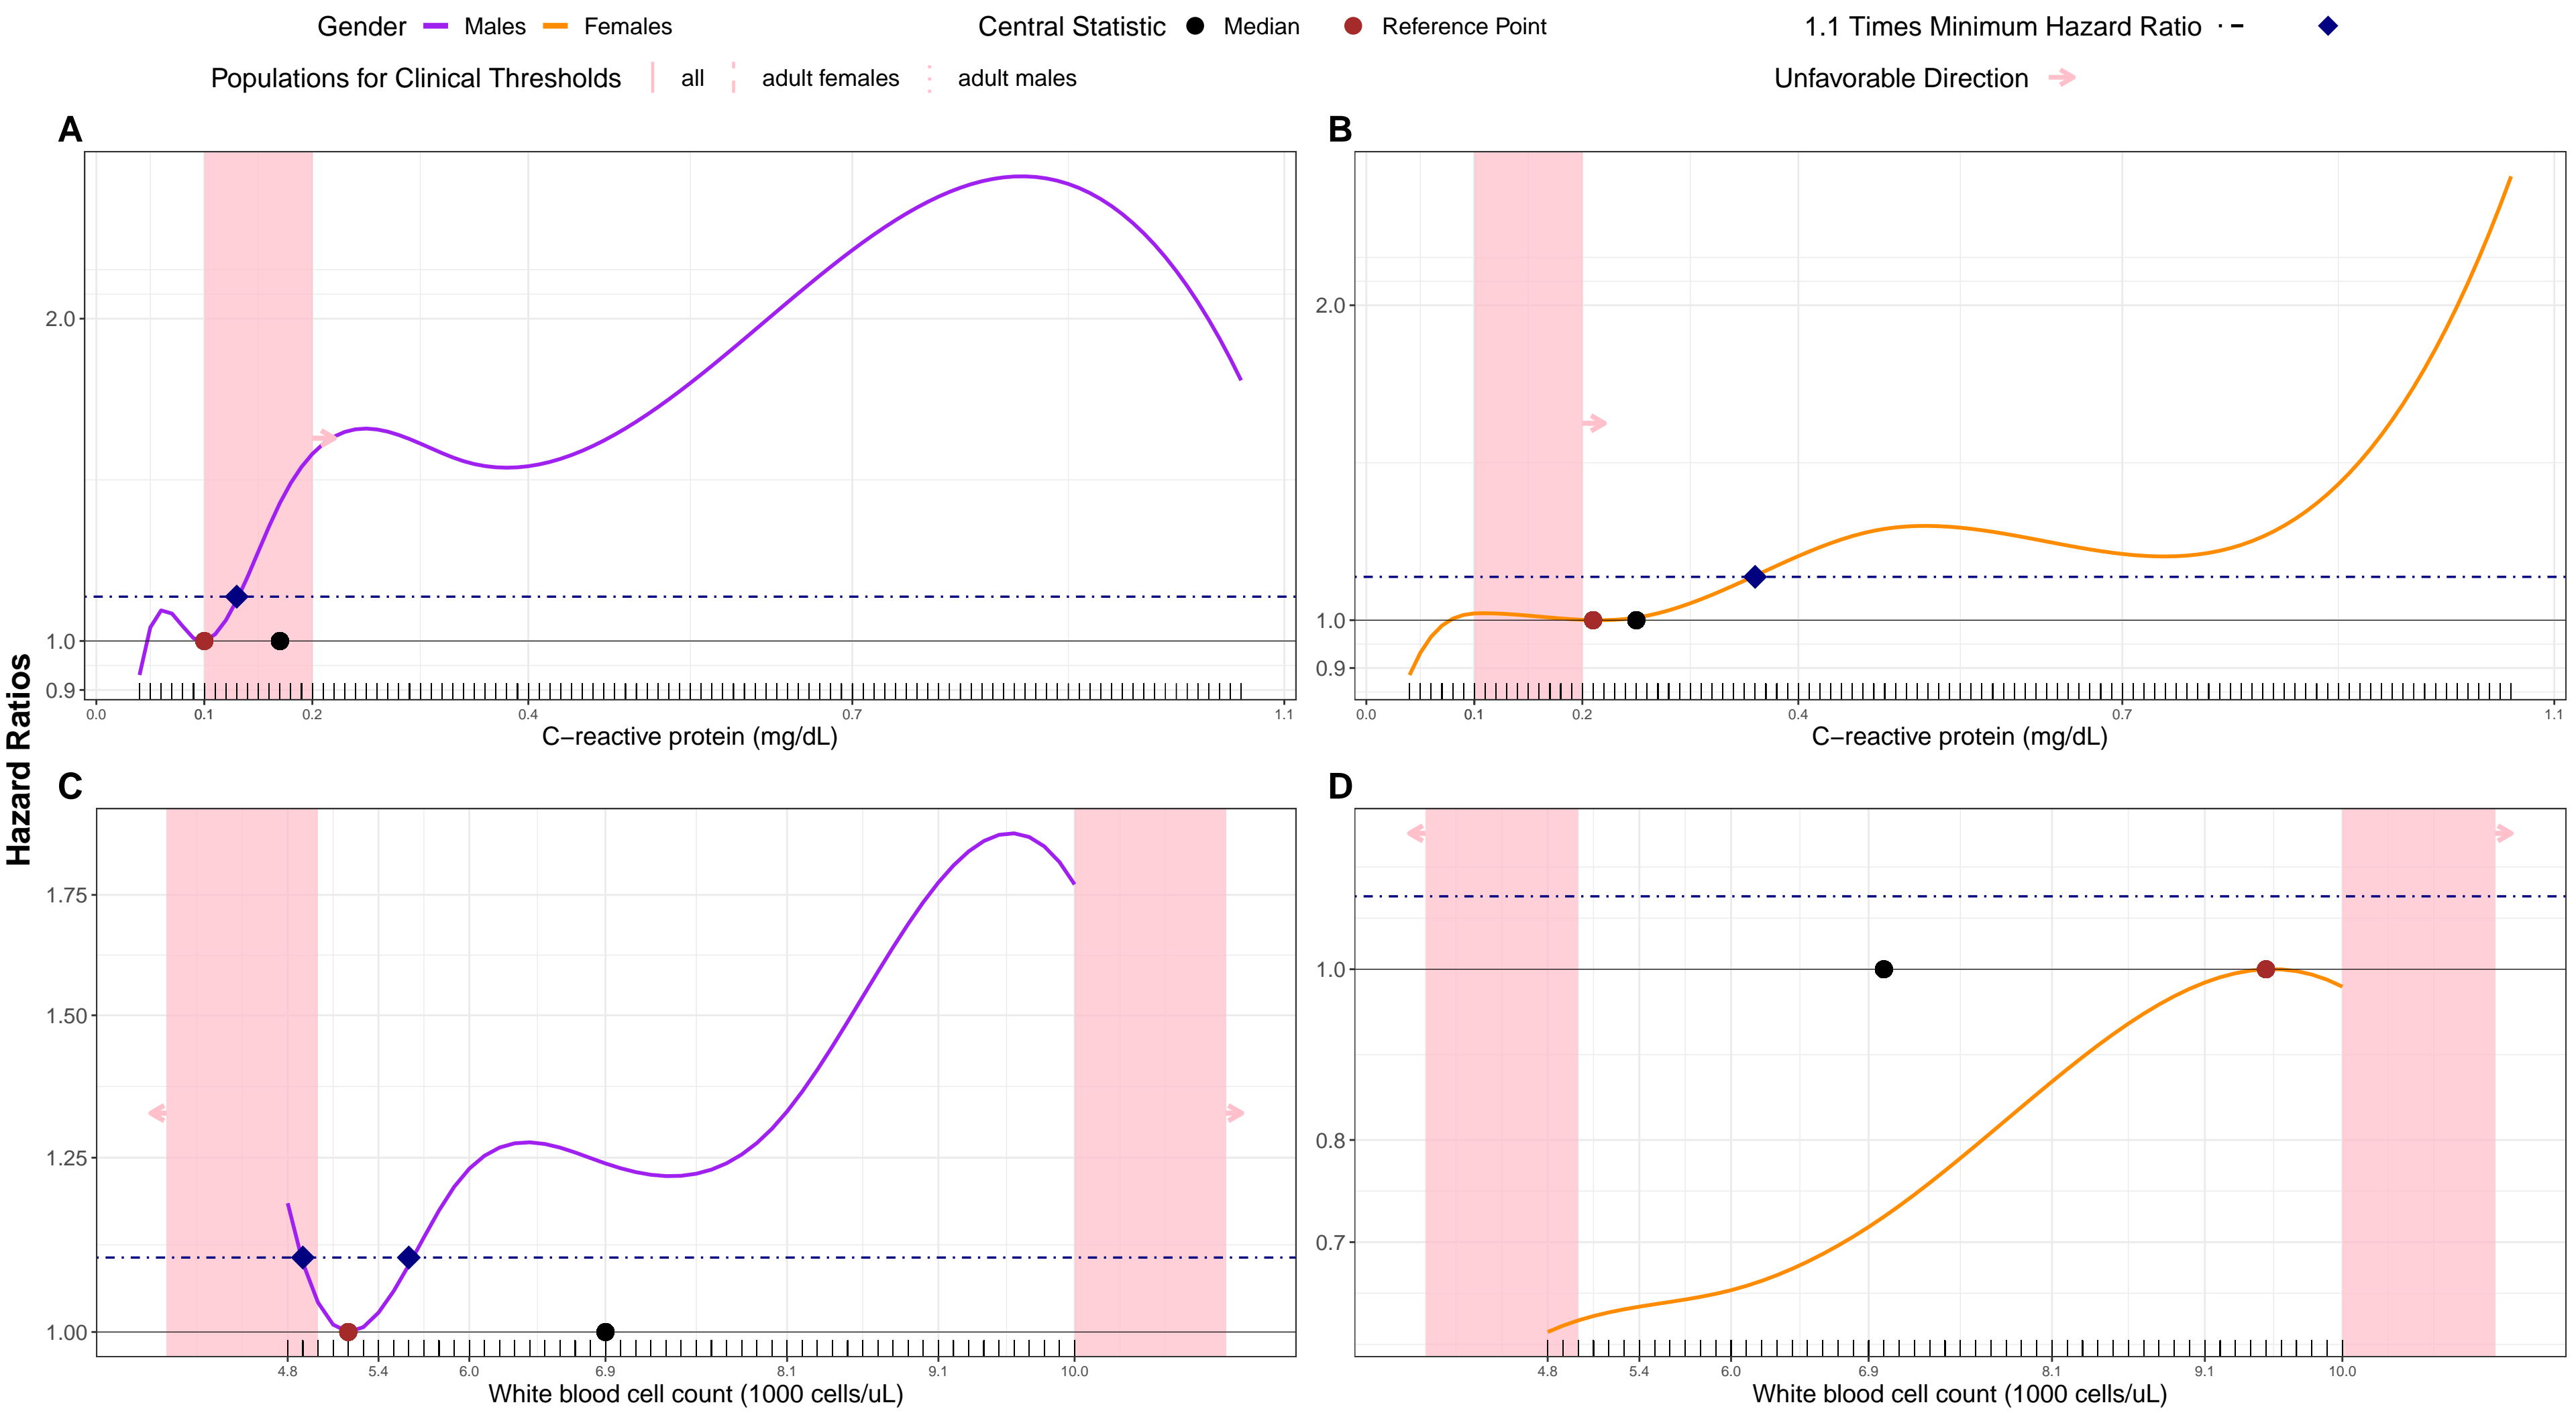 Gender Males Females Central Statistic Median Reference Point 1.1 Times Minimum Hazard Ratio
Populations for Clinical Thresholds all adult females adult males Unfavorable Direction
Hazard Ratios
A
2.0
1.0
0.9
0.0 0.1 0.2 0.4 0.7 1.1
C−reactive protein (mg/dL)
B
2.0
1.0
0.9
0.0 0.1 0.2 0.4 0.7 1.1
C−reactive protein (mg/dL)
C
1.75
1.50
1.25
1.00
4.8 5.4 6.0 6.9 8.1 9.1 10.0
White blood cell count (1000 cells/uL)
D
1.0
0.8
0.7
4.8 5.4 6.0 6.9 8.1 9.1 10.0
White blood cell count (1000 cells/uL)